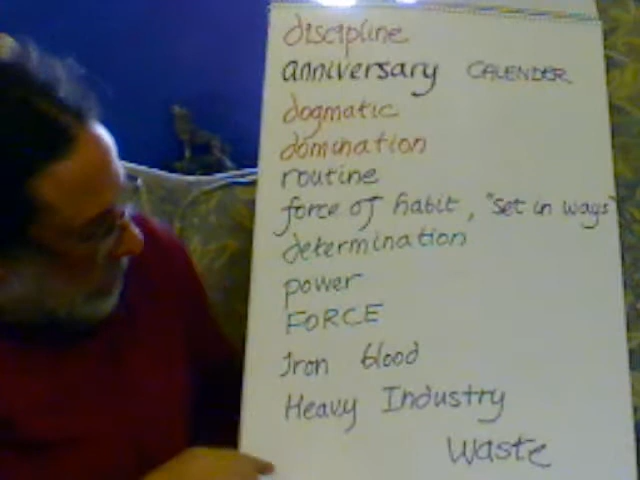 discipline
anniversary CALENDER
dogmatic
domination
routine
force of habit, "set in ways"
determination
power
FORCE
Iron blood
Heavy Industry
Waste